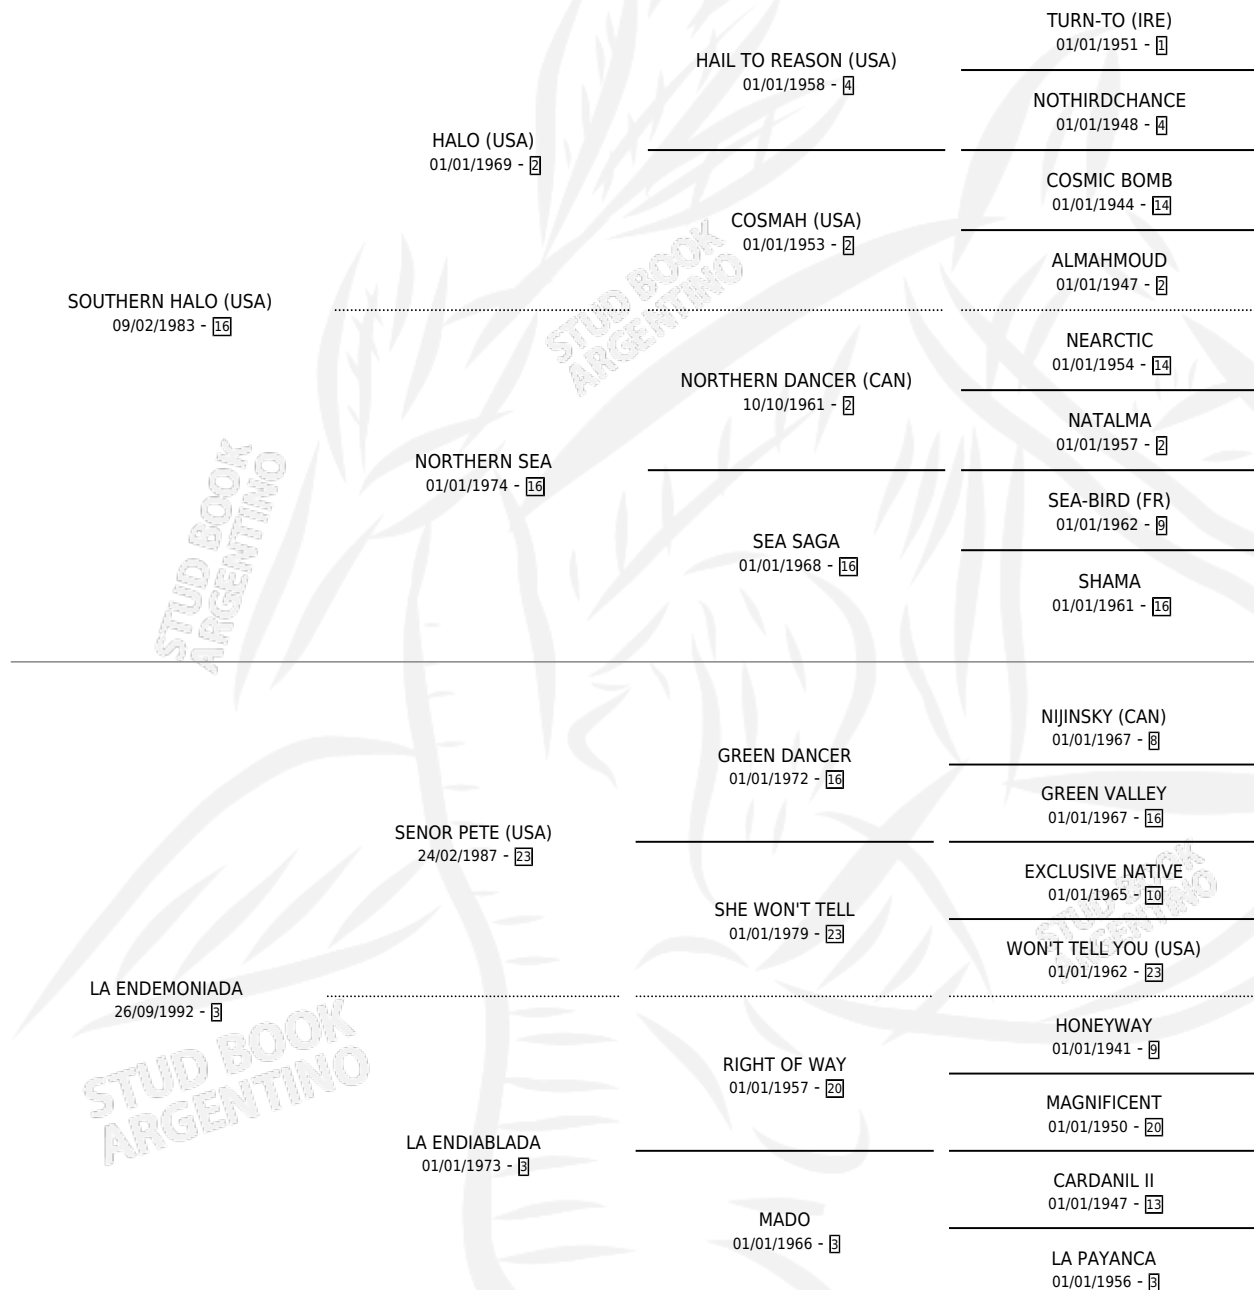 TURN-TO (IRE)
01/01/1951 - 1
HAIL TO REASON (USA)
01/01/1958 - 4
NOTHIRDCHANCE
01/01/1948 - 4
HALO (USA)
01/01/1969 - 2
COSMIC BOMB
01/01/1944 - 14
COSMAH (USA)
01/01/1953 - 2
ALMAHMOUD
01/01/1947 - 2
SOUTHERN HALO (USA)
09/02/1983 - 16
NEARCTIC
01/01/1954 - 14
NORTHERN DANCER (CAN)
10/10/1961 - 2
NATALMA
01/01/1957 - 2
NORTHERN SEA
01/01/1974 - 16
SEA-BIRD (FR)
01/01/1962 - 9
SEA SAGA
01/01/1968 - 16
SHAMA
01/01/1961 - 16
STUD BOOK
ARGENTINO
STUD BOOK
ARGENTINO
NIJINSKY (CAN)
01/01/1967 - 8
GREEN DANCER
01/01/1972 - 16
GREEN VALLEY
01/01/1967 - 16
SENOR PETE (USA)
24/02/1987 - 23
EXCLUSIVE NATIVE
01/01/1965 - 10
SHE WON'T TELL
01/01/1979 - 23
WON'T TELL YOU (USA)
01/01/1962 - 23
LA ENDEMONIADA
26/09/1992 - 3
HONEYWAY
01/01/1941 - 9
RIGHT OF WAY
01/01/1957 - 20
MAGNIFICENT
01/01/1950 - 20
LA ENDIABLADA
01/01/1973 - 3
CARDANIL II
01/01/1947 - 13
MADO
01/01/1966 - 3
LA PAYANCA
01/01/1956 - 3
STUD BOOK
ARGENTINO
STUD BOOK
ARGENTINO